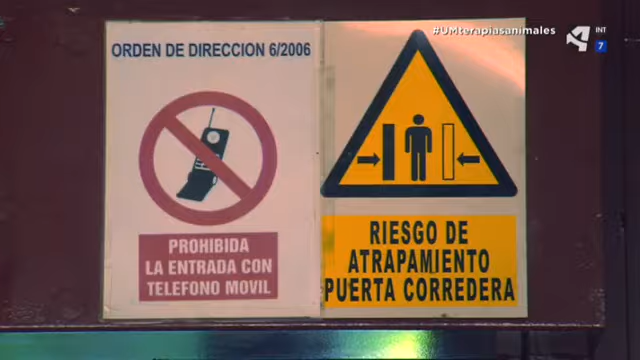 #UMterapiasanimales
INT
7
ORDEN DE DIRECCION 6/2006
PROHIBIDA
LA ENTRADA CON
TELEFONO MOVIL
RIESGO DE
ATRAPAMIENTO
PUERTA CORREDERA